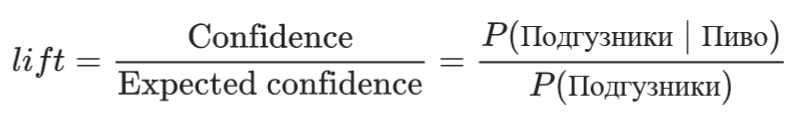 lift = Confidence / Expected confidence = P(Подгузники | Пиво) / P(Подгузники)